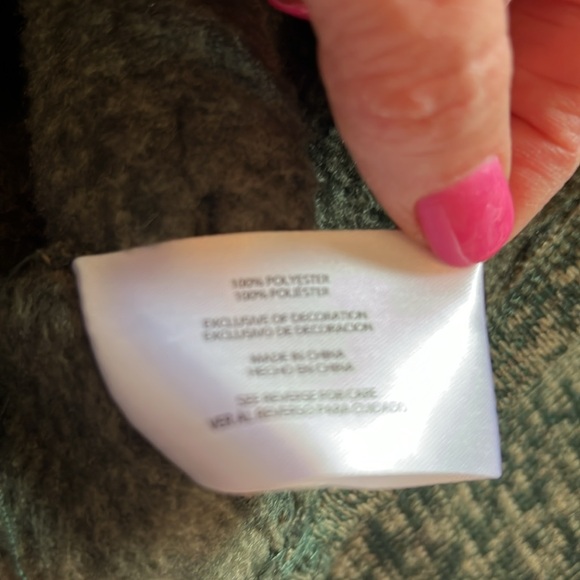 100% POLYESTER
100% POLIÉSTER
EXCLUSIVE OF DECORATION
EXCLUSIVO DE DECORACION
MADE IN CHINA
HECHO EN CHINA
SEE REVERSE FOR CARE
VER AL REVERSO PARA CUIDADO